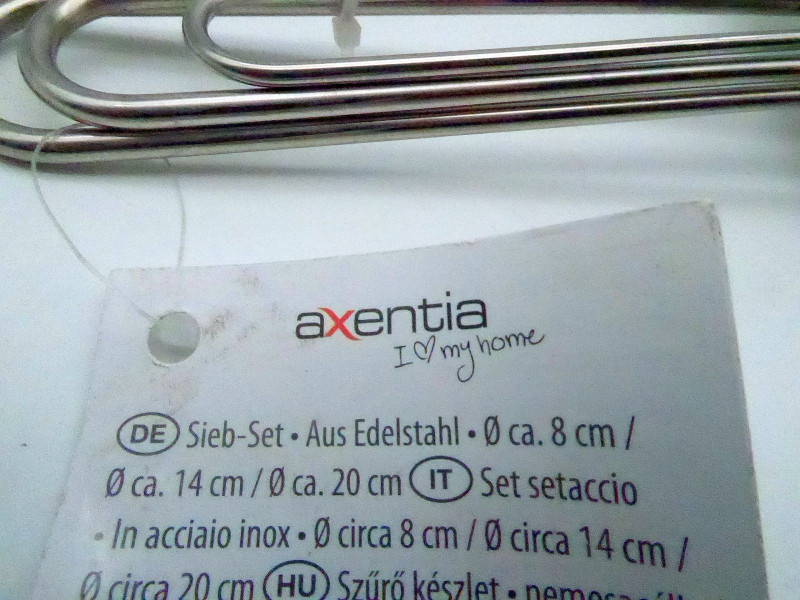 axentia
I ♡ my home
DE Sieb-Set • Aus Edelstahl • Ø ca. 8 cm /
Ø ca. 14 cm / Ø ca. 20 cm IT Set setaccio
• In acciaio inox • Ø circa 8 cm / Ø circa 14 cm /
Ø circa 20 cm HU Szűrő készlet •